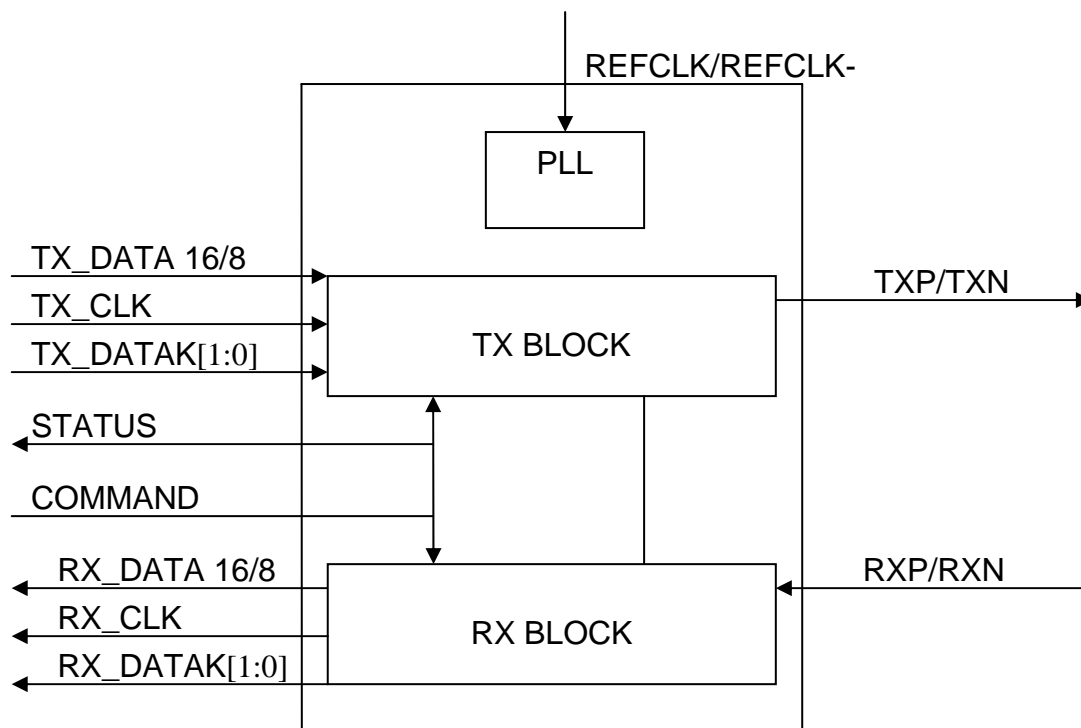 REFCLK/REFCLK-
PLL
TX_DATA 16/8
TX_CLK
TX_DATAK[1:0]
TX BLOCK
TXP/TXN
STATUS
COMMAND
RX_DATA 16/8
RX_CLK
RX_DATAK[1:0]
RX BLOCK
RXP/RXN